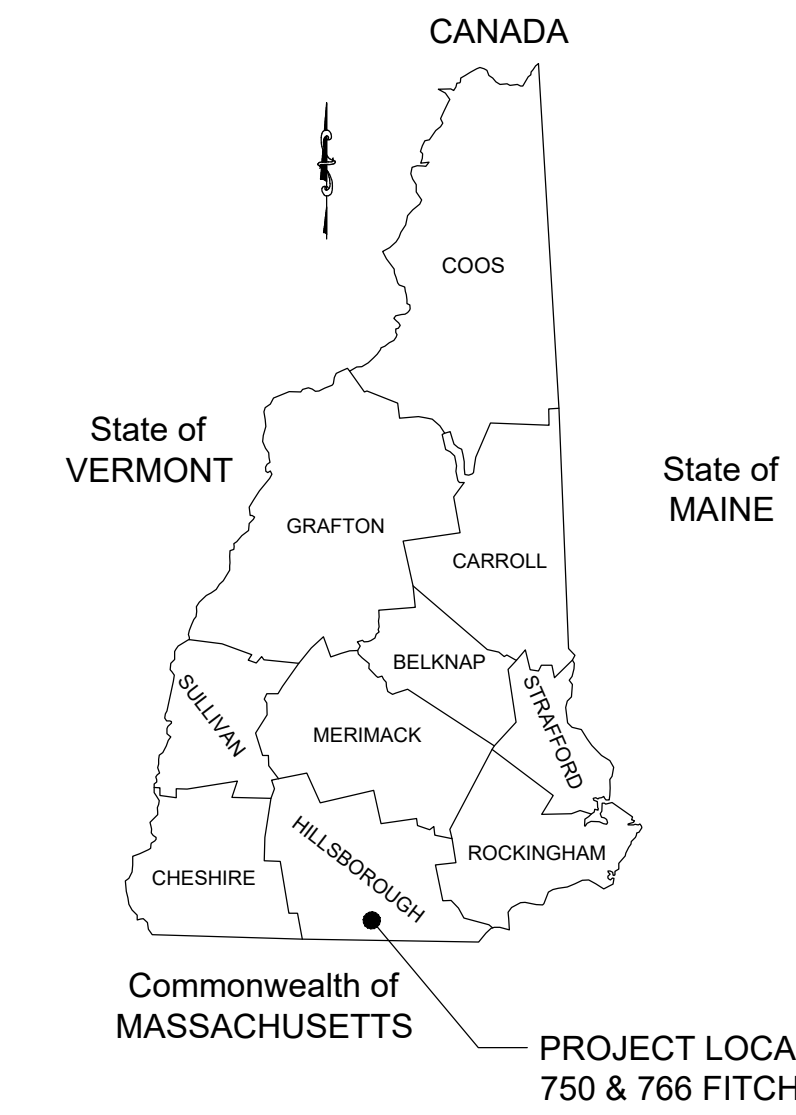 CANADA
COOS
State of
VERMONT
State of
MAINE
GRAFTON
CARROLL
BELKNAP
SULLIVAN
STRAFFORD
MERIMACK
HILLSBOROUGH
ROCKINGHAM
CHESHIRE
Commonwealth of
MASSACHUSETTS
PROJECT LOCA
750 & 766 FITCH